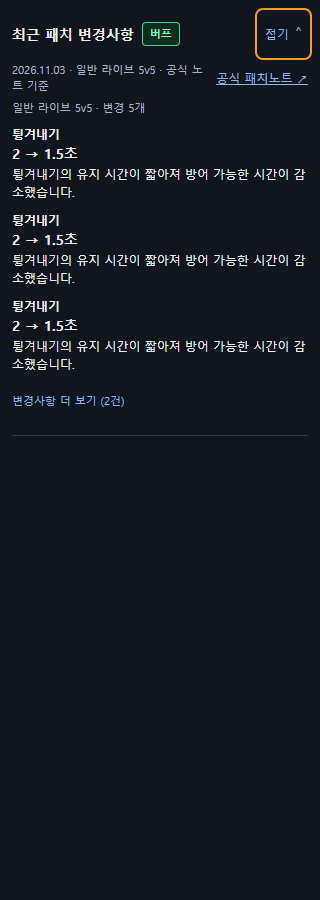 최근 패치 변경사항 버프 접기 ^
2026.11.03 · 일반 라이브 5v5 · 공식 노
트 기준
공식 패치노트 ↗
일반 라이브 5v5 · 변경 5개
튕겨내기
2 → 1.5초
튕겨내기의 유지 시간이 짧아져 방어 가능한 시간이 감
소했습니다.
튕겨내기
2 → 1.5초
튕겨내기의 유지 시간이 짧아져 방어 가능한 시간이 감
소했습니다.
튕겨내기
2 → 1.5초
튕겨내기의 유지 시간이 짧아져 방어 가능한 시간이 감
소했습니다.
변경사항 더 보기 (2건)